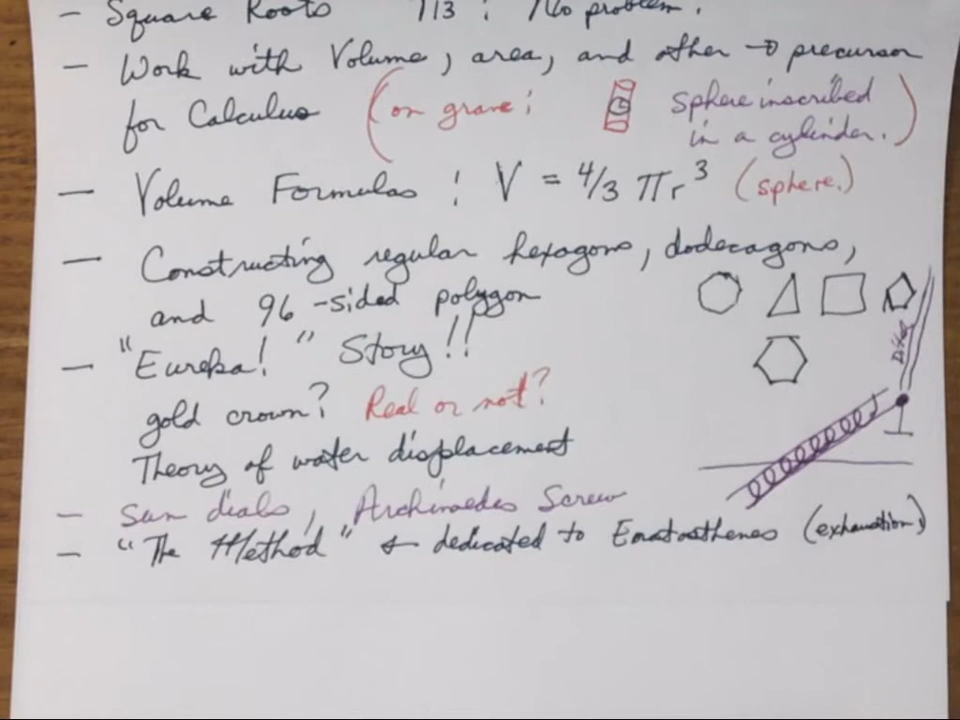 - Square Roots √13 : No problem.
- Work with Volume, area, and other → precursor
for Calculus (on grave: sphere inscribed
in a cylinder.)
- Volume Formulas : V = 4/3 πr³ (sphere.)
- Constructing regular hexagons, dodecagons,
and 96-sided polygon
- "Eureka!" Story!!
gold crown? Real or not?
Theory of water displacement
- Sun dials, Archimedes Screw
- "The Method" ← dedicated to Eratosthenes (exhaustion)